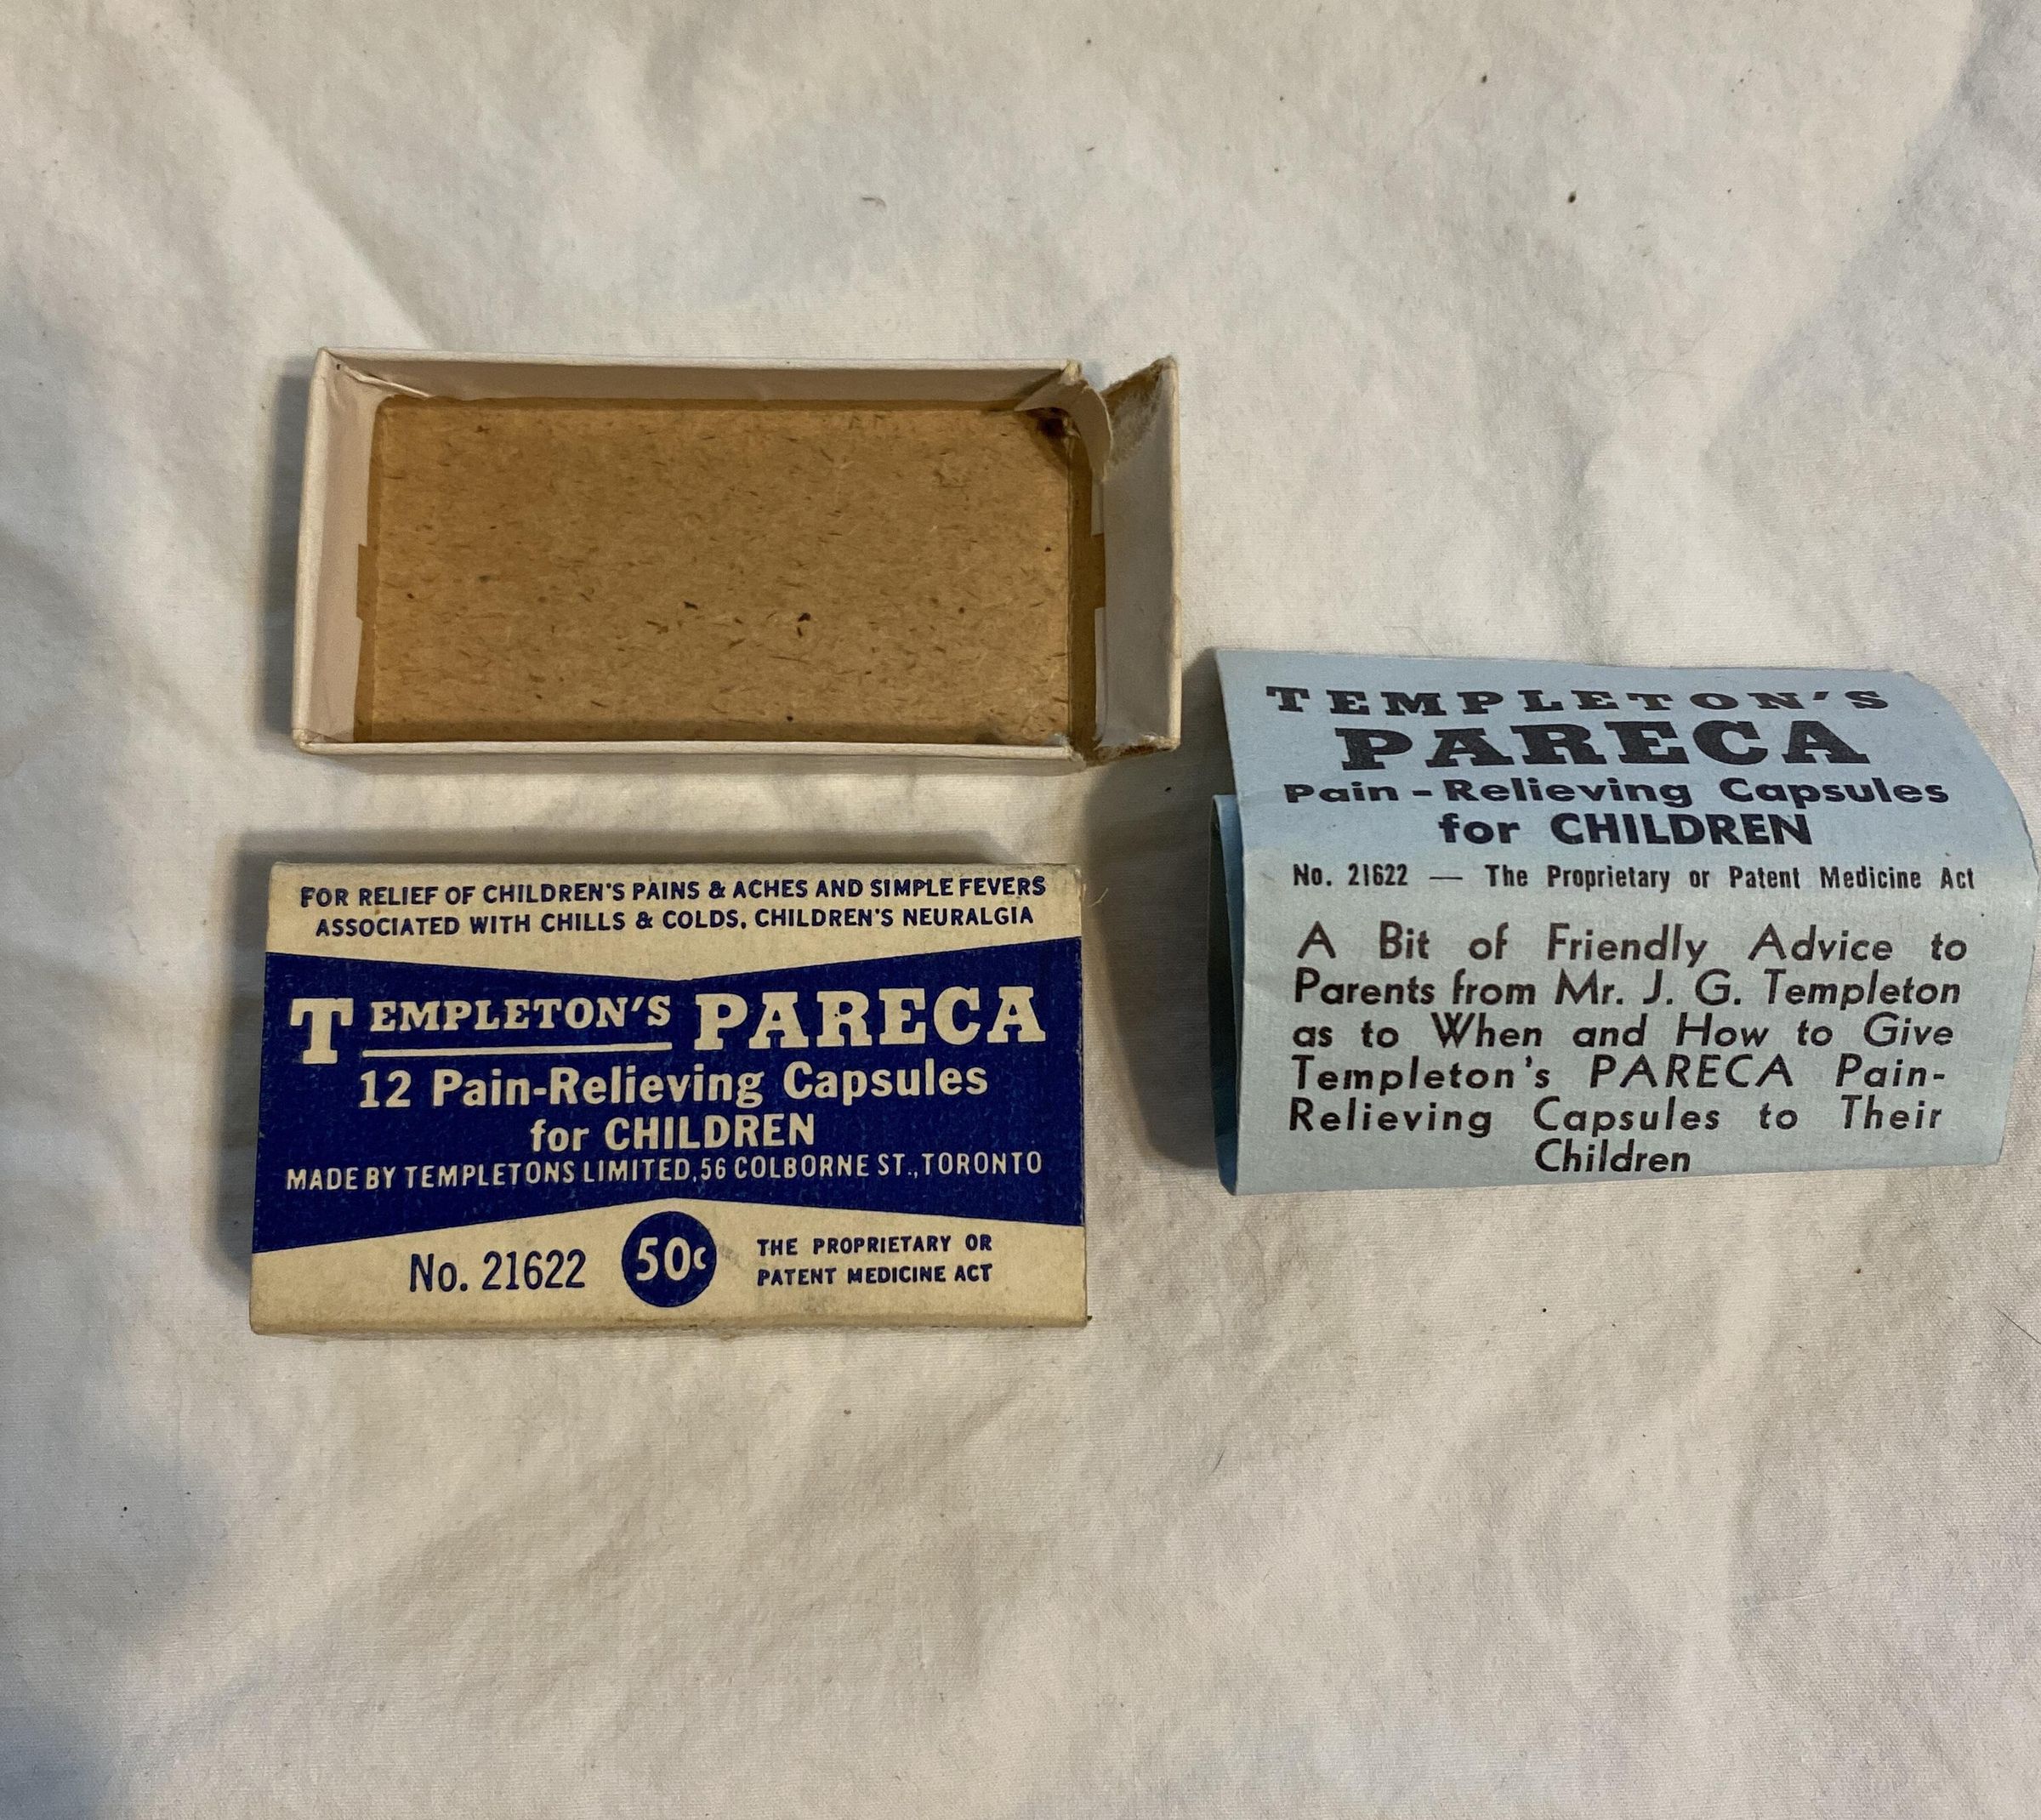 FOR RELIEF OF CHILDREN'S PAINS & ACHES AND SIMPLE FEVERS
ASSOCIATED WITH CHILLS & COLDS, CHILDREN'S NEURALGIA
TEMPLETON'S PARECA
12 Pain-Relieving Capsules
for CHILDREN
MADE BY TEMPLETONS LIMITED, 56 COLBORNE ST., TORONTO
No. 21622
50c
THE PROPRIETARY OR
PATENT MEDICINE ACT
TEMPLETON'S
PARECA
Pain-Relieving Capsules
for CHILDREN
No. 21622 — The Proprietary or Patent Medicine Act
A Bit of Friendly Advice to
Parents from Mr. J. G. Templeton
as to When and How to Give
Templeton's PARECA Pain-
Relieving Capsules to Their
Children